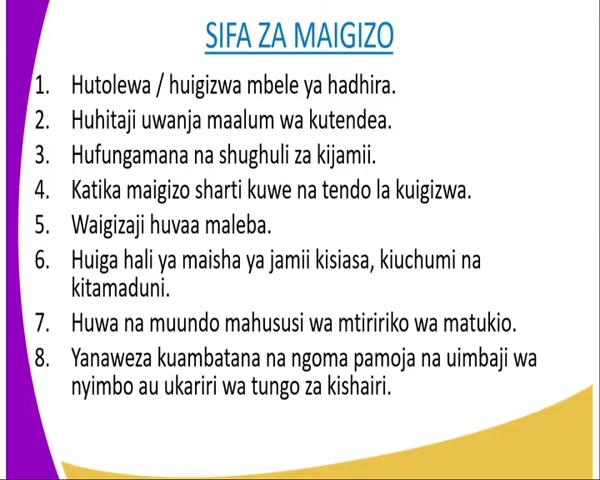 SIFA ZA MAIGIZO
1. Hutolewa / huigizwa mbele ya hadhira.
2. Huhitaji uwanja maalum wa kutendea.
3. Hufungamana na shughuli za kijamii.
4. Katika maigizo sharti kuwe na tendo la kuigizwa.
5. Waigizaji huvaa maleba.
6. Huiga hali ya maisha ya jamii kisiasa, kiuchumi na
kitamaduni.
7. Huwa na muundo mahususi wa mtiririko wa matukio.
8. Yanaweza kuambatana na ngoma pamoja na uimbaji wa
nyimbo au ukariri wa tungo za kishairi.